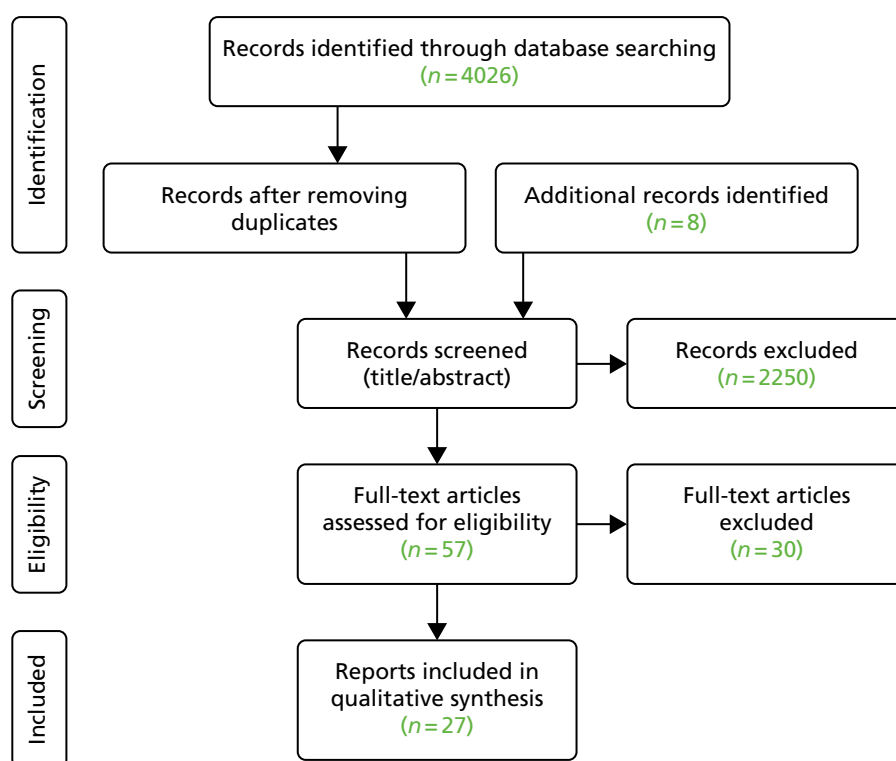 Identification
Records identified through database searching
(n=4026)
Records after removing
duplicates
Additional records identified
(n=8)
Screening
Records screened
(title/abstract)
Records excluded
(n=2250)
Eligibility
Full-text articles
assessed for eligibility
(n=57)
Full-text articles
excluded
(n=30)
Included
Reports included in
qualitative synthesis
(n=27)